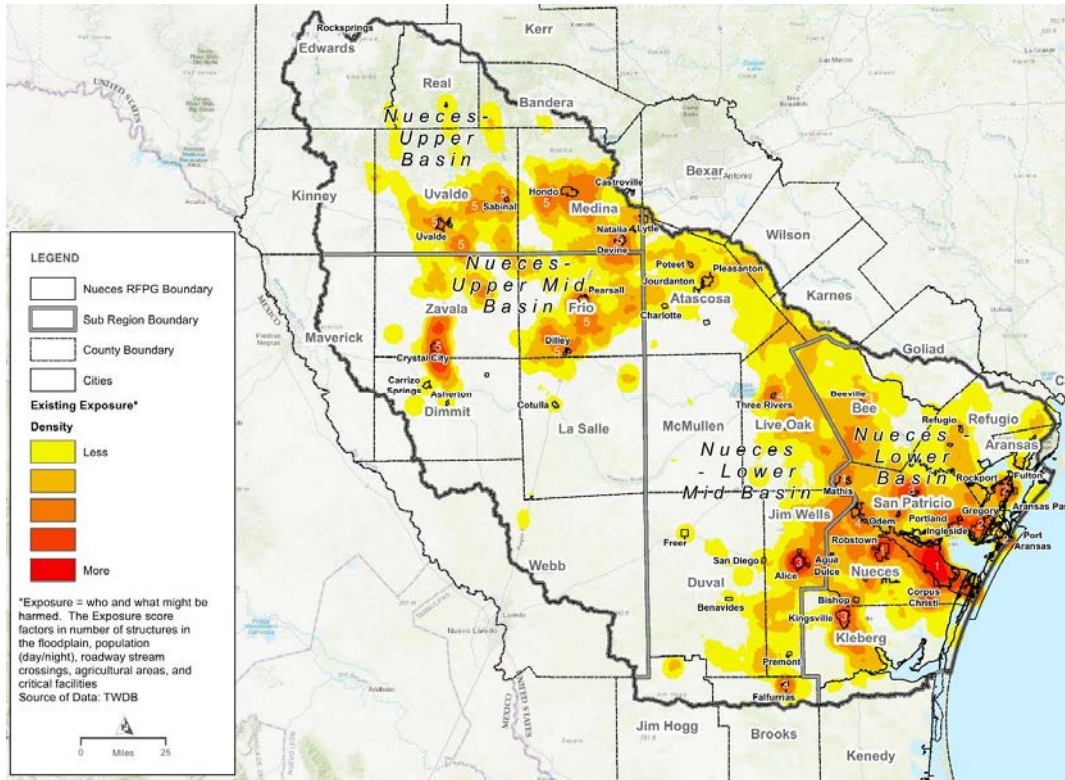 LEGEND
Nueces RFPG Boundary
Sub Region Boundary
County Boundary
Cities
Existing Exposure*
Density
Less
More
*Exposure = who and what might be
harmed. The Exposure score
factors in number of structures in
the floodplain, population
(day/night), roadway stream
crossings, agricultural areas, and
critical facilities
Source of Data: TWDB
0 Miles 25
Rocksprings
Edwards
Kerr
Real
Bandera
UNITED STATES
MEXICO
Nueces-
Upper
Basin
Bexar
Kinney
Uvalde
Sabinal
Hondo
Castroville
Medina
Uvalde
Natalia
Lytle
Devine
Wilson
Nueces-
Upper Mid
Basin
Poteet
Pleasanton
Jourdanton
Atascosa
Pearsall
Zavala
Frio
Charlotte
Karnes
Maverick
Dilley
Goliad
Crystal City
Carrizo
Springs
Asherton
Dimmit
Cotulla
La Salle
McMullen
Three Rivers
Live Oak
Beeville
Bee
Refugio
Refugio
Aransas
Nueces -
Lower
Basin
Nueces
- Lower
Mid Basin
Rockport
Fulton
Mathis
San Patricio
Aransas Pas
Jim Wells
Odem
Portland
Gregory
Ingleside
Port
Aransas
Robstown
Freer
San Diego
Agua
Dulce
Alice
Nueces
Corpus
Christi
Webb
Duval
Benavides
Bishop
Kingsville
Kleberg
Premont
Falfurrias
Jim Hogg
Brooks
Kenedy
MEXICO
UNITED STATES